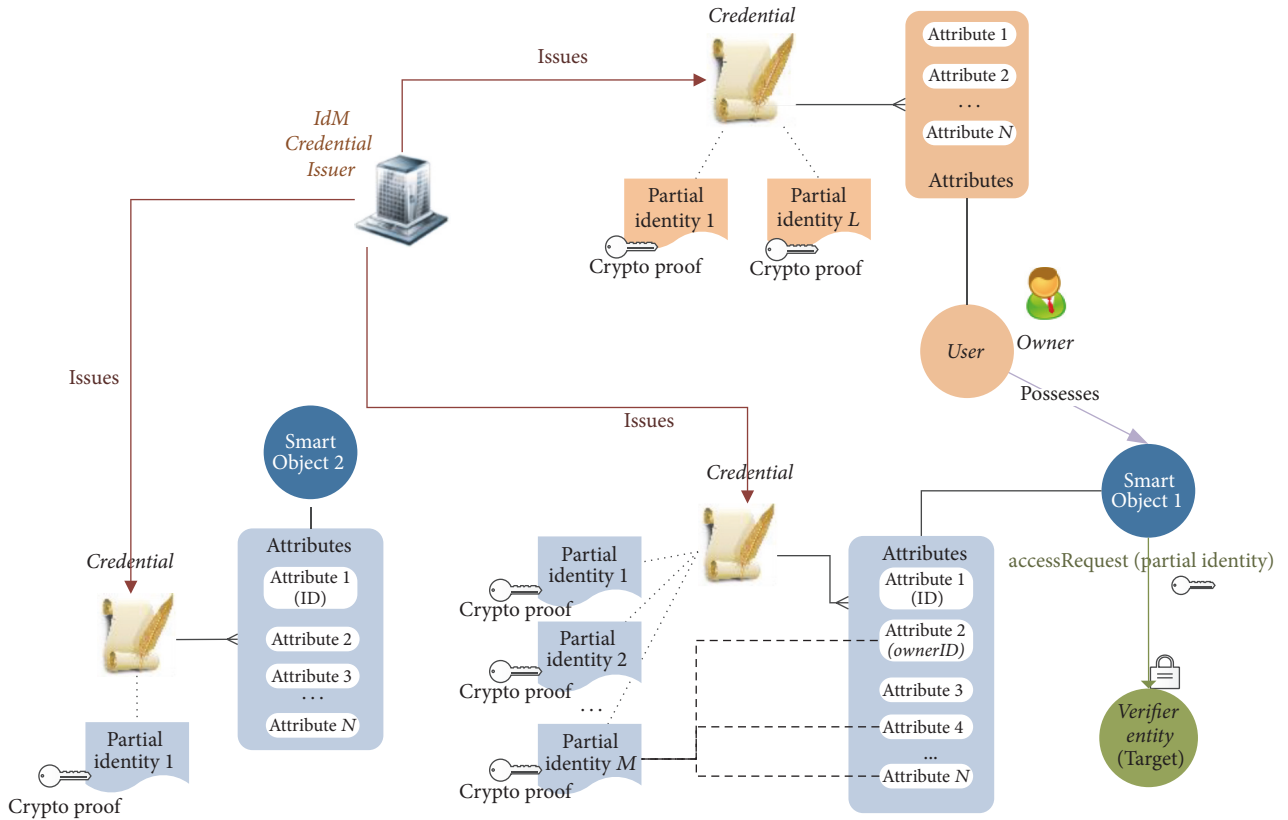 Credential
Attribute 1
Attribute 2
...
Attribute N
Attributes
Issues
IdM
Credential
Issuer
Partial
identity 1
Crypto proof
Partial
identity L
Crypto proof
User
Owner
Possesses
Issues
Smart
Object 2
Issues
Credential
Smart
Object 1
Credential
Attributes
Attribute 1
(ID)
Attribute 2
Attribute 3
...
Attribute N
Partial
identity 1
Crypto proof
Partial
identity 1
Crypto proof
Partial
identity 2
Crypto proof
...
Partial
identity M
Crypto proof
Attributes
Attribute 1
(ID)
Attribute 2
(ownerID)
Attribute 3
Attribute 4
...
Attribute N
accessRequest (partial identity)
Verifier
entity
(Target)